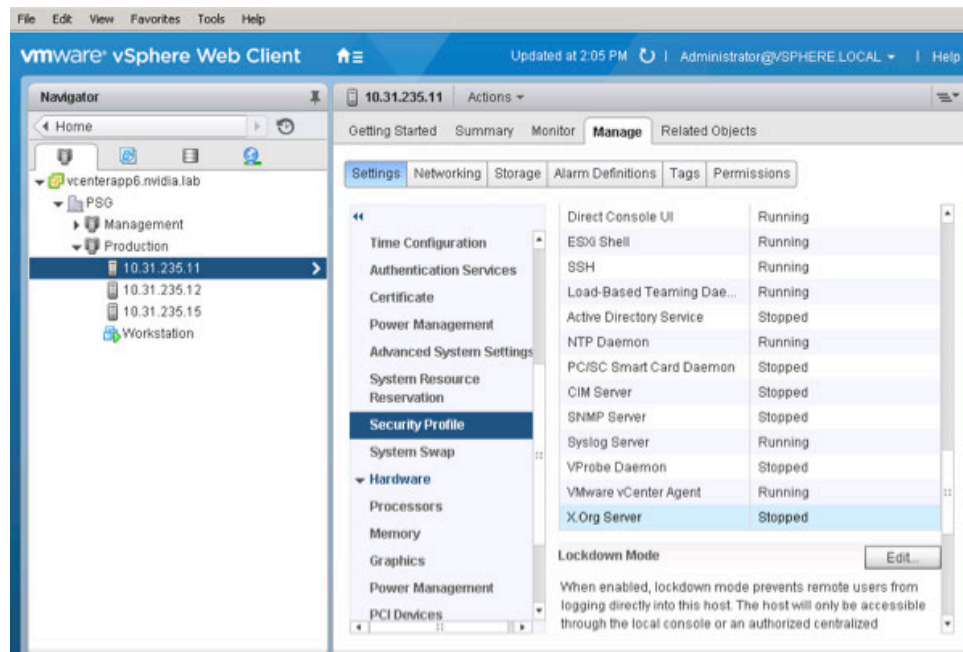 File Edit View Favorites Tools Help
vmware® vSphere Web Client
Updated at 2:05 PM | Administrator@VSPHERE.LOCAL | Help
Navigator
Home
vcenterapp6.nvidia.lab
PSG
Management
Production
10.31.235.11
10.31.235.12
10.31.235.15
Workstation
10.31.235.11 Actions
Getting Started Summary Monitor Manage Related Objects
Settings Networking Storage Alarm Definitions Tags Permissions
Time Configuration
Authentication Services
Certificate
Power Management
Advanced System Settings
System Resource
Reservation
Security Profile
System Swap
Hardware
Processors
Memory
Graphics
Power Management
PCI Devices
Direct Console UI Running
ESXi Shell Running
SSH Running
Load-Based Teaming Dae... Running
Active Directory Service Stopped
NTP Daemon Running
PC/SC Smart Card Daemon Stopped
CIM Server Stopped
SNMP Server Stopped
Syslog Server Running
VProbe Daemon Stopped
VMware vCenter Agent Running
X.Org Server Stopped
Lockdown Mode Edit...
When enabled, lockdown mode prevents remote users from
logging directly into this host. The host will only be accessible
through the local console or an authorized centralized